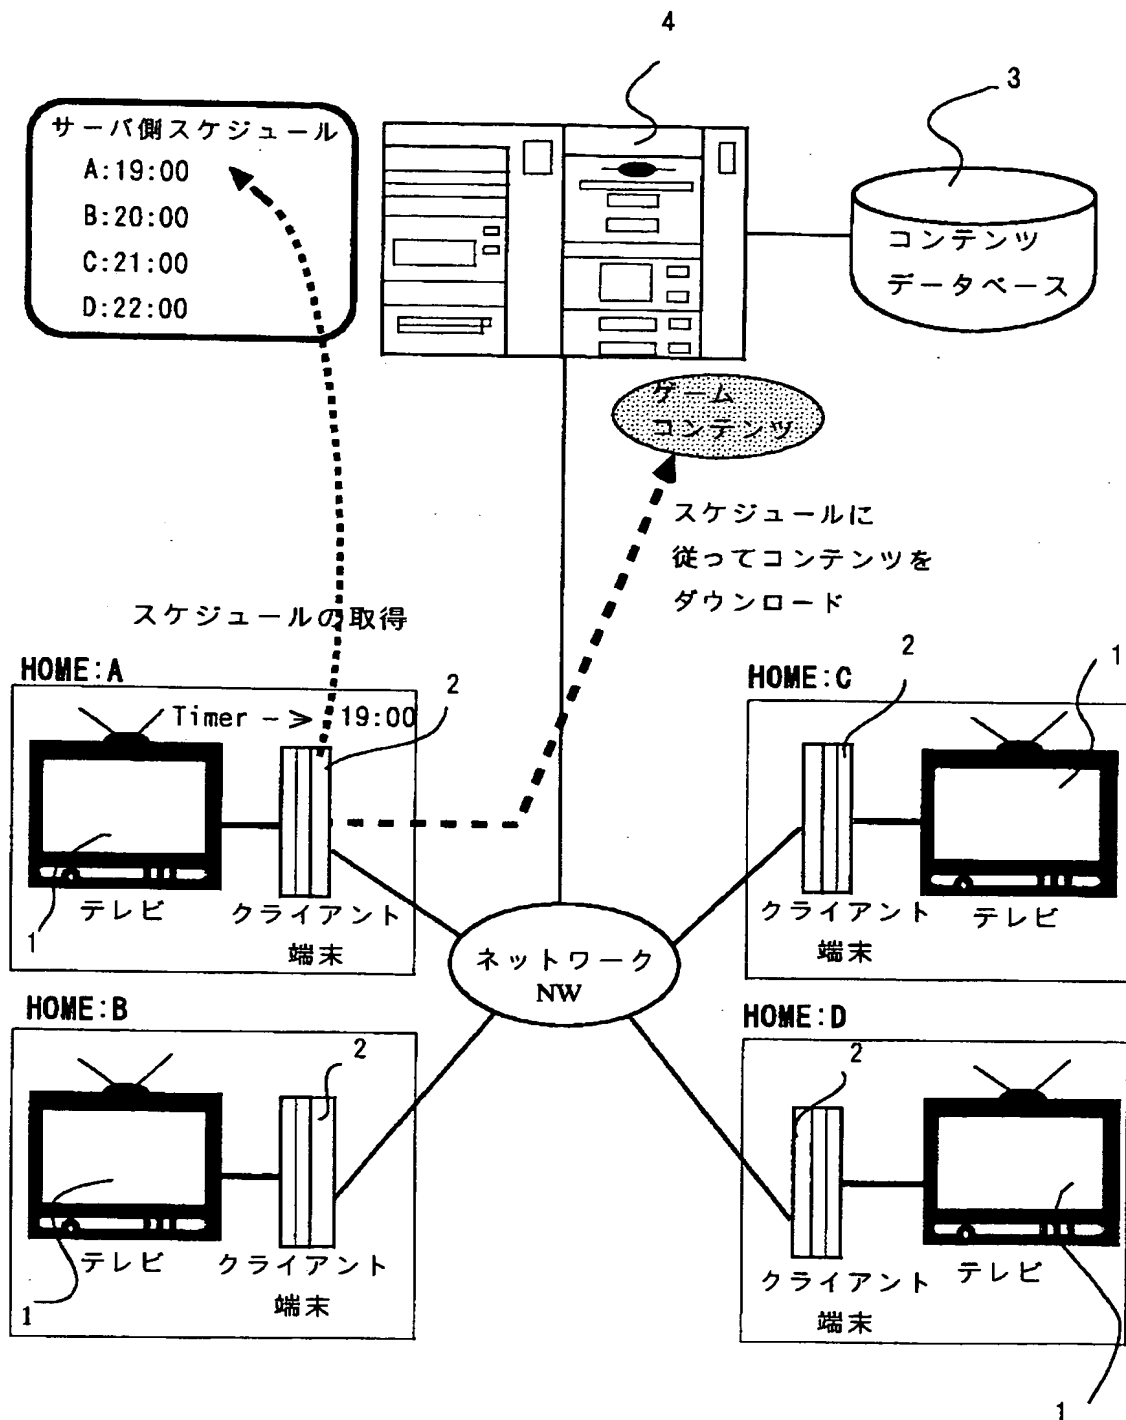 4
3
サーバ側スケジュール
A:19:00
B:20:00
C:21:00
D:22:00
コンテンツ
データベース
ゲーム
コンテンツ
スケジュールに
従ってコンテンツを
ダウンロード
スケジュールの取得
HOME:A
Timer -> 19:00
2
1
テレビ
クライアント
端末
HOME:C
2
1
クライアント
端末
テレビ
ネットワーク
NW
HOME:B
2
1
テレビ
クライアント
端末
HOME:D
2
クライアント
端末
テレビ
1